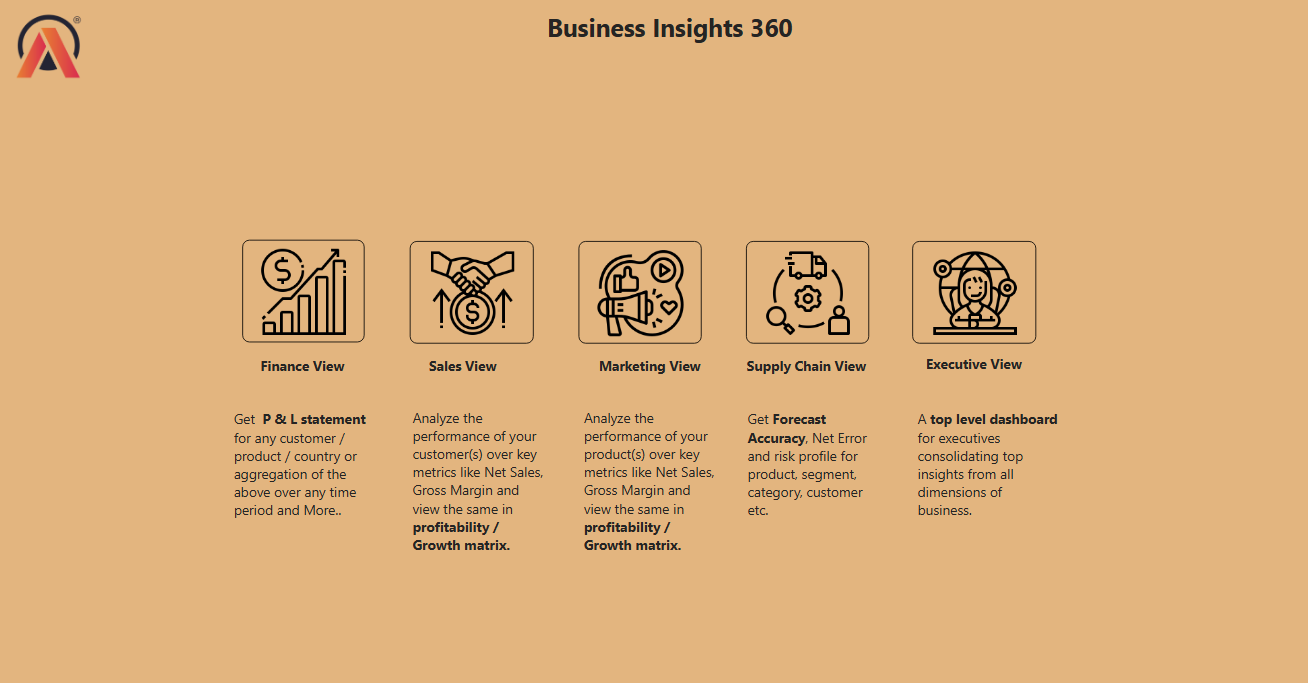 ®
Business Insights 360
Finance View
Get P & L statement
for any customer /
product / country or
aggregation of the
above over any time
period and More..
Sales View
Analyze the
performance of your
customer(s) over key
metrics like Net Sales,
Gross Margin and
view the same in
profitability /
Growth matrix.
Marketing View
Analyze the
performance of your
product(s) over key
metrics like Net Sales,
Gross Margin and
view the same in
profitability /
Growth matrix.
Supply Chain View
Get Forecast
Accuracy, Net Error
and risk profile for
product, segment,
category, customer
etc.
Executive View
A top level dashboard
for executives
consolidating top
insights from all
dimensions of
business.